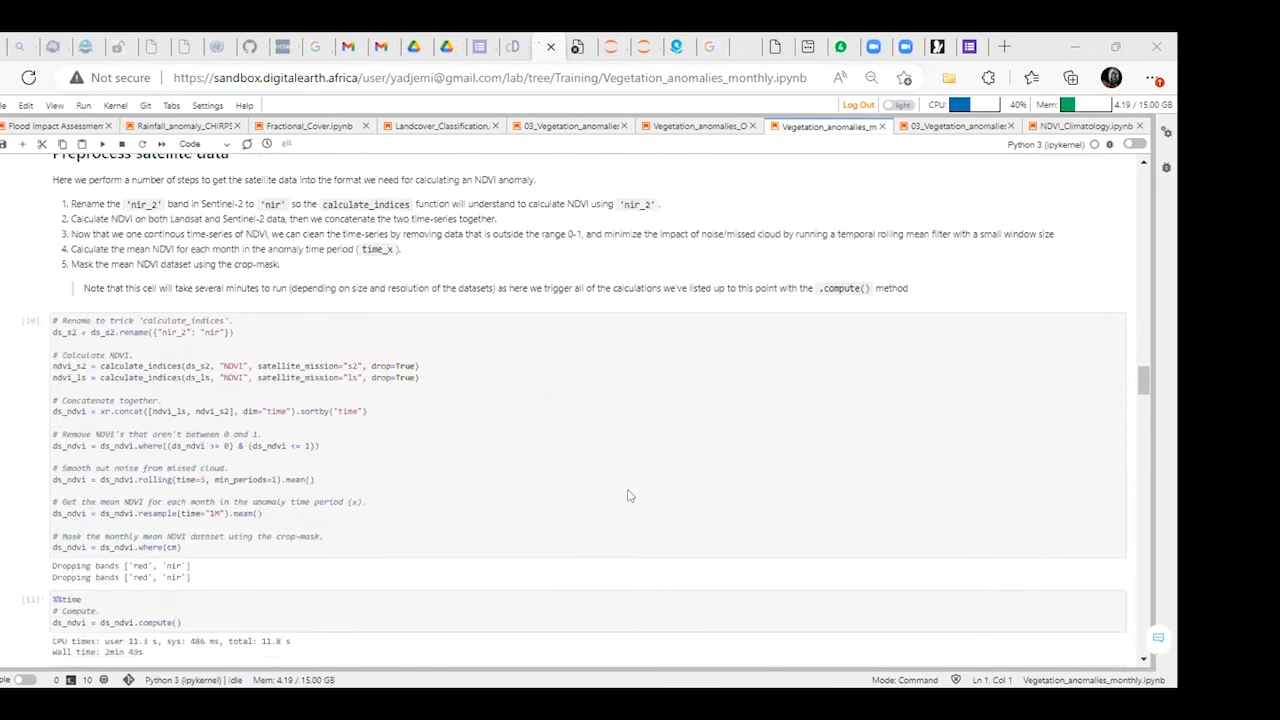 Not secure
https://sandbox.digitalearth.africa/user/yadjemi@gmail.com/lab/tree/Training/Vegetation_anomalies_monthly.ipynb
Edit View Run Kernel Git Tabs Settings Help
Log Out light CPU: 40% Mem: 4.19 / 15.00 GB
Flood Impact Assessmen Rainfall_anomaly_CHIRPS Fractional_Cover.ipynb Landcover_Classification. 03_Vegetation_anomalies Vegetation_anomalies_O Vegetation_anomalies_m 03_Vegetation_anomalies NDVI_Climatology.ipynb
Code git Python 3 (ipykernel)
Preprocess satellite data
Here we perform a number of steps to get the satellite data into the format we need for calculating an NDVI anomaly.
1. Rename the 'nir_2' band in Sentinel-2 to 'nir' so the calculate_indices function will understand to calculate NDVI using 'nir_2'.
2. Calculate NDVI on both Landsat and Sentinel-2 data, then we concatenate the two time-series together.
3. Now that we one continous time-series of NDVI, we can clean the time-series by removing data that is outside the range 0-1, and minimize the impact of noise/missed cloud by running a temporal rolling mean filter with a small window size
4. Calculate the mean NDVI for each month in the anomaly time period (time_x).
5. Mask the mean NDVI dataset using the crop-mask.
Note that this cell will take several minutes to run (depending on size and resolution of the datasets) as here we trigger all of the calculations we've listed up to this point with the .compute() method
[10]: # Rename to trick 'calculate_indices'.
ds_s2 = ds_s2.rename({"nir_2": "nir"})
# Calculate NDVI.
ndvi_s2 = calculate_indices(ds_s2, "NDVI", satellite_mission="s2", drop=True)
ndvi_ls = calculate_indices(ds_ls, "NDVI", satellite_mission="ls", drop=True)
# Concatenate together.
ds_ndvi = xr.concat([ndvi_ls, ndvi_s2], dim="time").sortby("time")
# Remove NDVI's that aren't between 0 and 1.
ds_ndvi = ds_ndvi.where((ds_ndvi >= 0) & (ds_ndvi <= 1))
# Smooth out noise from missed cloud.
ds_ndvi = ds_ndvi.rolling(time=3, min_periods=1).mean()
# Get the mean NDVI for each month in the anomaly time period (x).
ds_ndvi = ds_ndvi.resample(time="1M").mean()
# Mask the monthly mean NDVI dataset using the crop-mask.
ds_ndvi = ds_ndvi.where(cm)
Dropping bands ['red', 'nir']
Dropping bands ['red', 'nir']
[11]: %%time
# Compute.
ds_ndvi = ds_ndvi.compute()
CPU times: user 11.3 s, sys: 486 ms, total: 11.8 s
Wall time: 2min 49s
ple 0 10 Python 3 (ipykernel) | Idle Mem: 4.19 / 15.00 GB Mode: Command Ln 1, Col 1 Vegetation_anomalies_monthly.ipynb